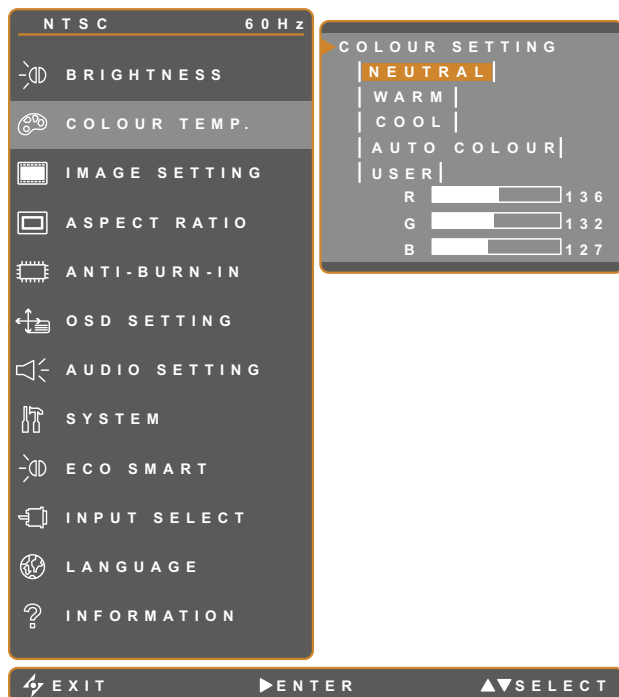 NTSC 60Hz
BRIGHTNESS
COLOUR TEMP.
IMAGE SETTING
ASPECT RATIO
ANTI-BURN-IN
OSD SETTING
AUDIO SETTING
SYSTEM
ECO SMART
INPUT SELECT
LANGUAGE
INFORMATION
COLOUR SETTING
NEUTRAL
WARM
COOL
AUTO COLOUR
USER
R 136
G 132
B 127
EXIT ENTER SELECT